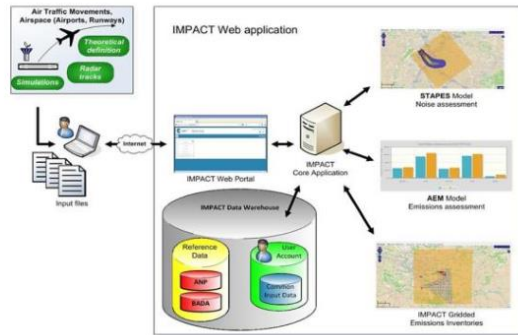 Air Traffic Movements,
Airspace (Airports, Runways)
Theoretical
definition
Radar
tracks
Simulations
Input files
Internet
IMPACT Web application
IMPACT Web Portal
IMPACT
Core Application
STAPES Model
Noise assessment
AEM Model
Emissions assessment
IMPACT Gridded
Emissions Inventories
IMPACT Data Warehouse
Reference
Data
ANP
BADA
User
Account
Common
Input Data